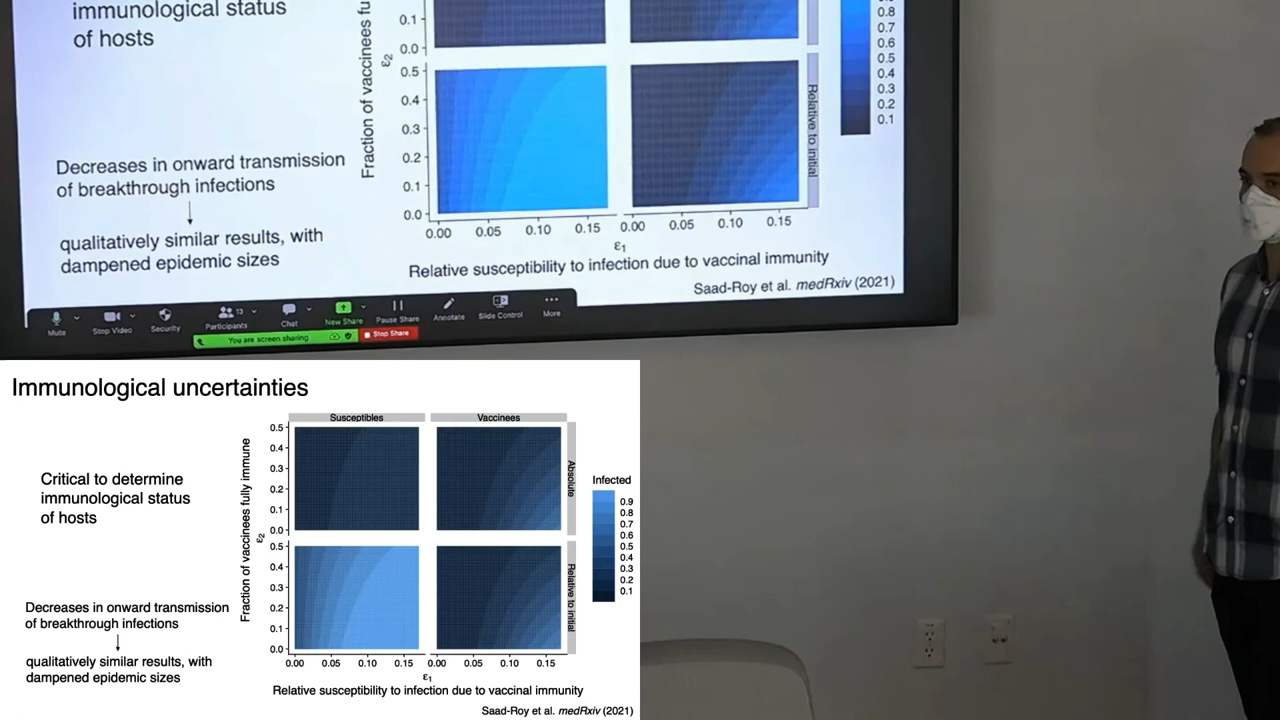 immunological status
of hosts
Decreases in onward transmission
of breakthrough infections
qualitatively similar results, with
dampened epidemic sizes
Fraction of vaccinees fu
ε2
0.1
0.0
0.5
0.4
0.3
0.2
0.1
0.0
0.00 0.05 0.10 0.15 0.00 0.05 0.10 0.15
ε1
Relative susceptibility to infection due to vaccinal immunity
Relative to initial
0.8
0.7
0.6
0.5
0.4
0.3
0.2
0.1
Saad-Roy et al. medRxiv (2021)
Mute
Stop Video
Security
13
Participants
Chat
New Share
Pause Share
Annotate
Slide Control
More
You are screen sharing
Stop Share
Immunological uncertainties
Critical to determine
immunological status
of hosts
Decreases in onward transmission
of breakthrough infections
qualitatively similar results, with
dampened epidemic sizes
Susceptibles Vaccinees
Fraction of vaccinees fully immune
ε2
0.5
0.4
0.3
0.2
0.1
0.0
0.5
0.4
0.3
0.2
0.1
0.0
0.00 0.05 0.10 0.15 0.00 0.05 0.10 0.15
ε1
Relative susceptibility to infection due to vaccinal immunity
Absolute
Relative to initial
Infected
0.9
0.8
0.7
0.6
0.5
0.4
0.3
0.2
0.1
Saad-Roy et al. medRxiv (2021)